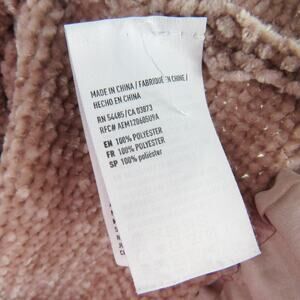 MADE IN CHINA / FABRIQUÉ EN CHINE /
HECHO EN CHINA
RN 54485/CA 03873
RFC# AEM120605U9A
EN 100% POLYESTER
FR 100% POLYESTER
SP 100% poliéster